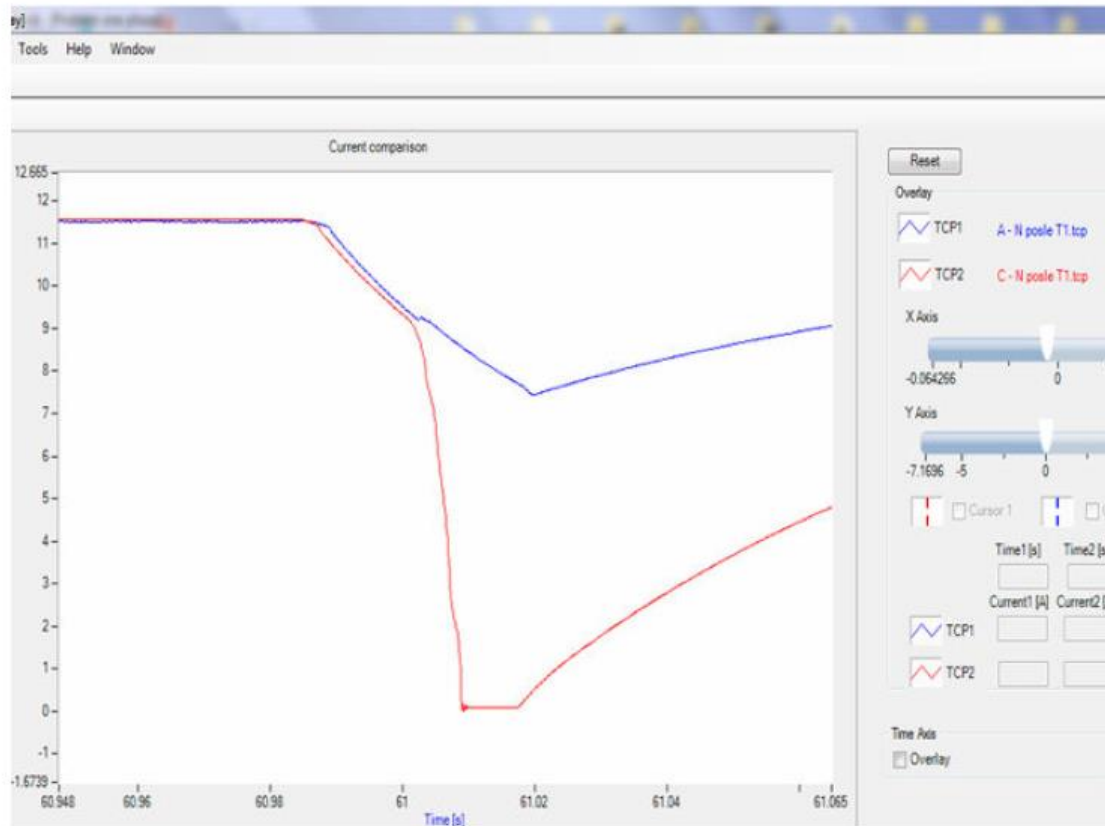 Tools Help Window
Current comparison
12.665
12
11
10
9
8
7
6
5
4
3
2
1
0
-1
-1.6739
60.948 60.96 60.98 61 61.02 61.04 61.065
Time [s]
Reset
Overlay
TCP1 A - N posle T1.tcp
TCP2 C - N posle T1.tcp
X Axis
-0.064266 0
Y Axis
-7.1696 -5 0
Cursor 1
Time1 [s] Time2 [s
Current1 [A] Current2 [
TCP1
TCP2
Time Axis
Overlay